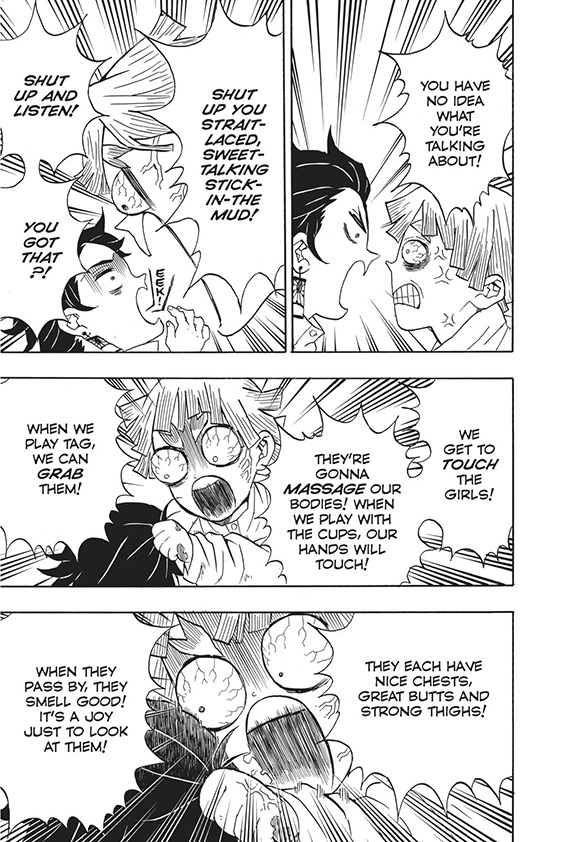 YOU HAVE
NO IDEA
WHAT
YOU'RE
TALKING
ABOUT!
SHUT
UP YOU
STRAIT-
LACED,
SWEET-
TALKING
STICK-
IN-THE
MUD!
SHUT
UP AND
LISTEN!
YOU
GOT
THAT
?!
EEK!
WE
GET TO
TOUCH
THE
GIRLS!
THEY'RE
GONNA
MASSAGE OUR
BODIES! WHEN
WE PLAY WITH
THE CUPS, OUR
HANDS WILL
TOUCH!
WHEN WE
PLAY TAG,
WE CAN
GRAB
THEM!
THEY EACH HAVE
NICE CHESTS,
GREAT BUTTS AND
STRONG THIGHS!
WHEN THEY
PASS BY, THEY
SMELL GOOD!
IT'S A JOY
JUST TO LOOK
AT THEM!